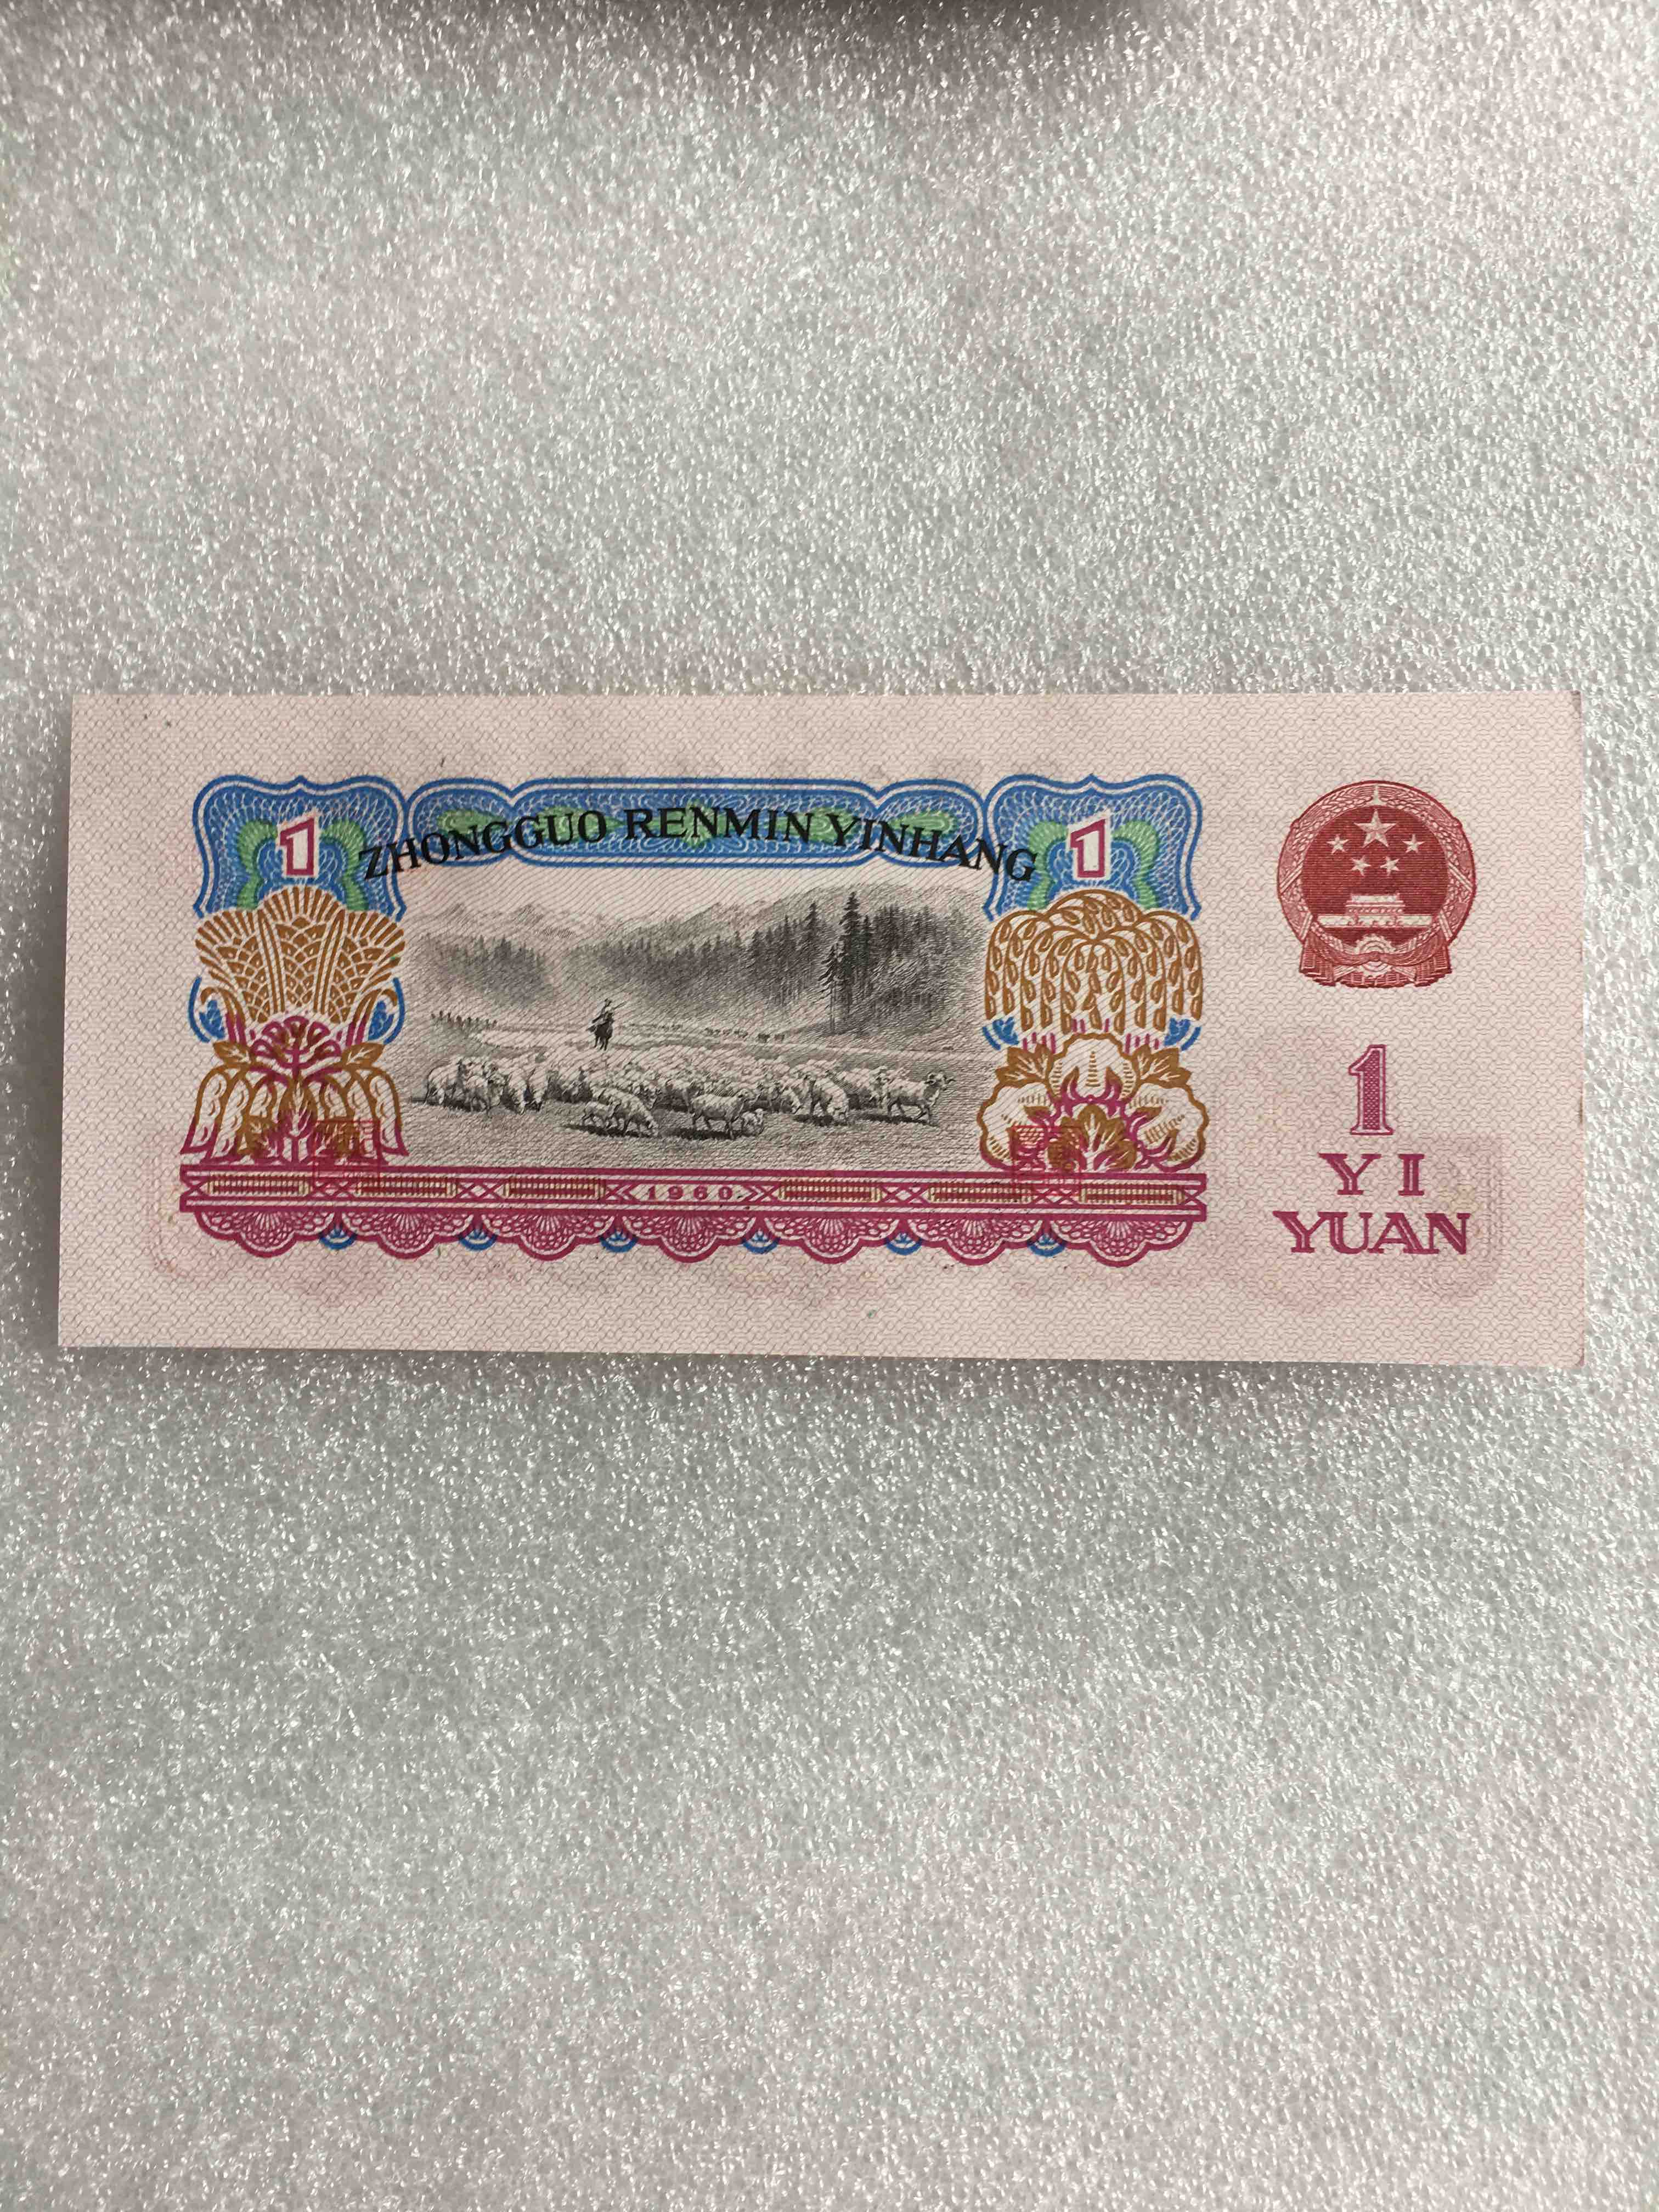 1
ZHONGGUO RENMIN YINHANG
1
1960
1
YI
YUAN